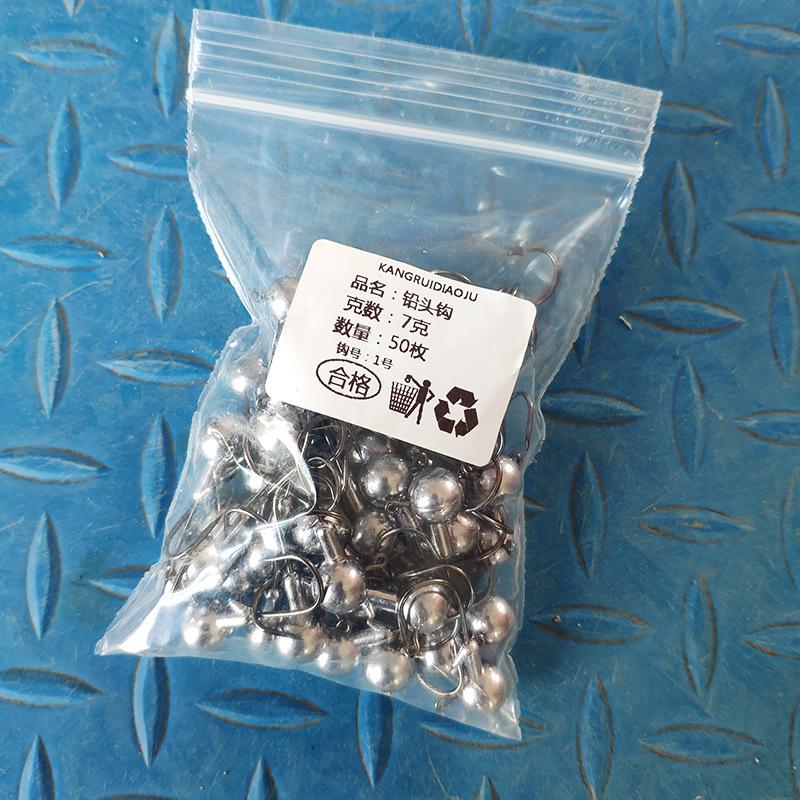 KANGRUIDIAOJU
品名：铅头钩
克数：7克
数量：50枚
钩号：1号
合格